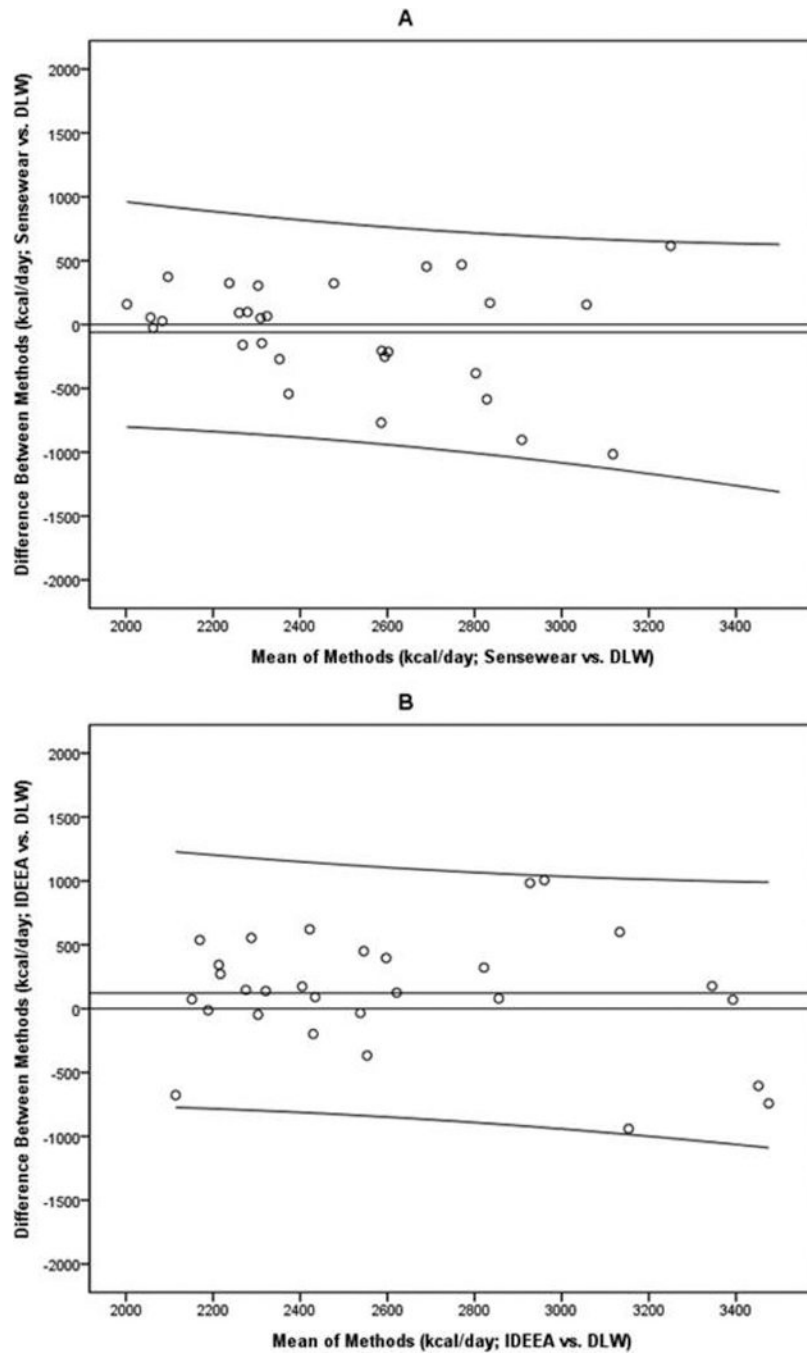 A
Difference Between Methods (kcal/day; Sensewear vs. DLW)
2000
1500
1000
500
0
-500
-1000
-1500
-2000
2000 2200 2400 2600 2800 3000 3200 3400
Mean of Methods (kcal/day; Sensewear vs. DLW)
B
Difference Between Methods (kcal/day; IDEEA vs. DLW)
2000
1500
1000
500
0
-500
-1000
-1500
-2000
2000 2200 2400 2600 2800 3000 3200 3400
Mean of Methods (kcal/day; IDEEA vs. DLW)